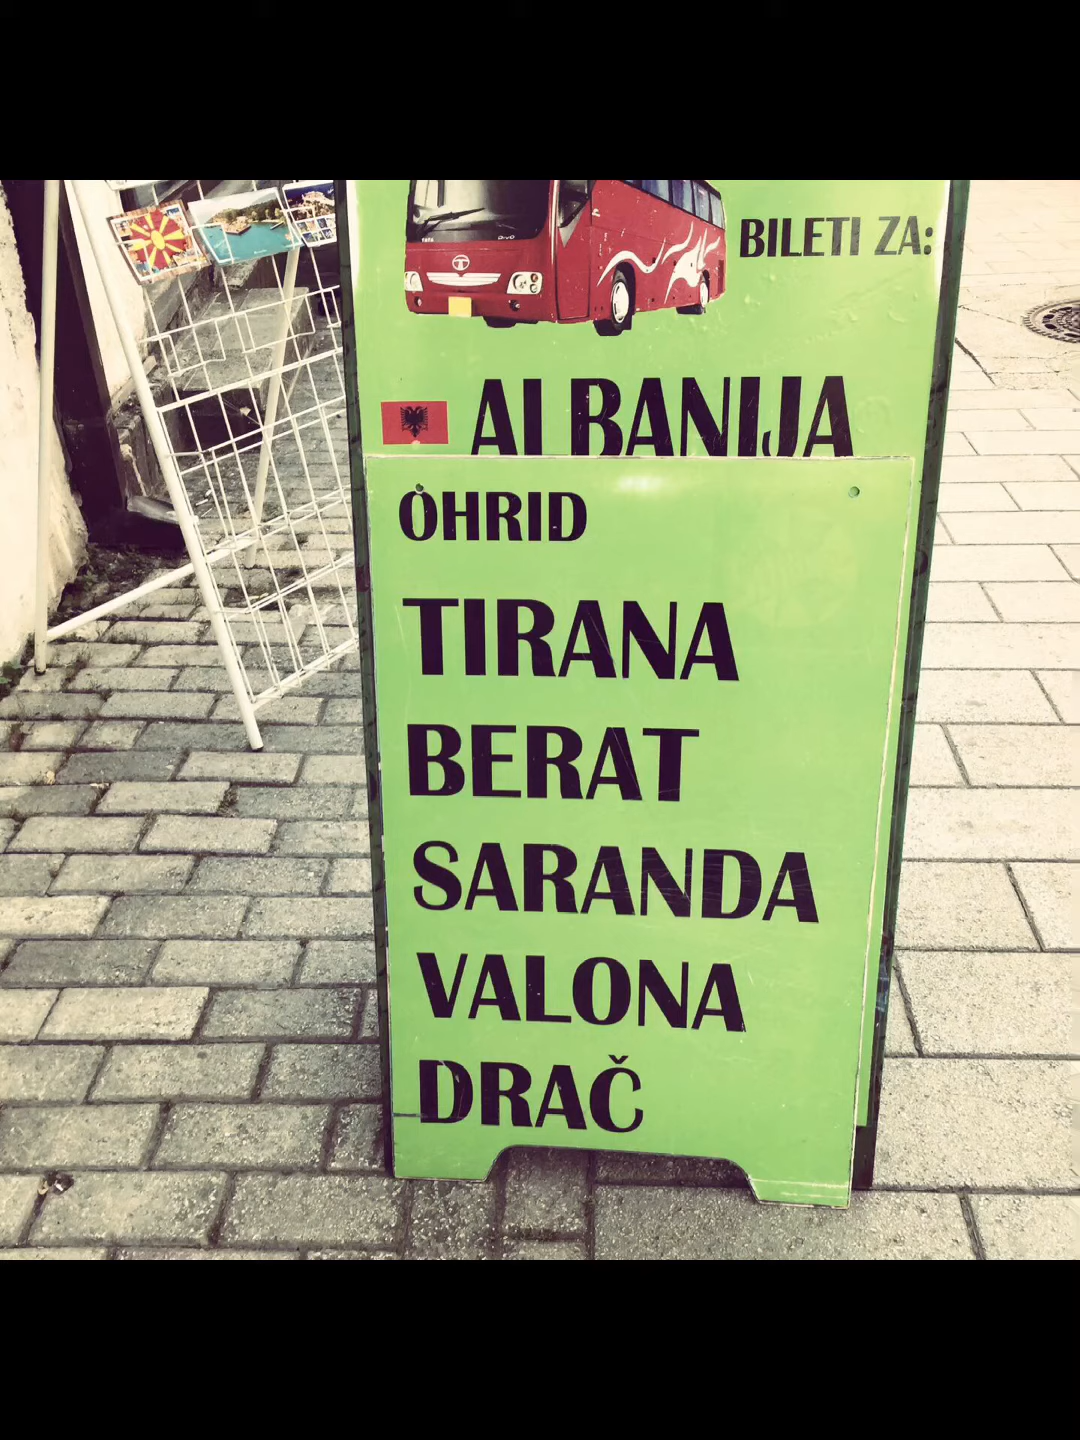 BILETI ZA:
ALBANIJA
OHRID
TIRANA
BERAT
SARANDA
VALONA
DRAČ